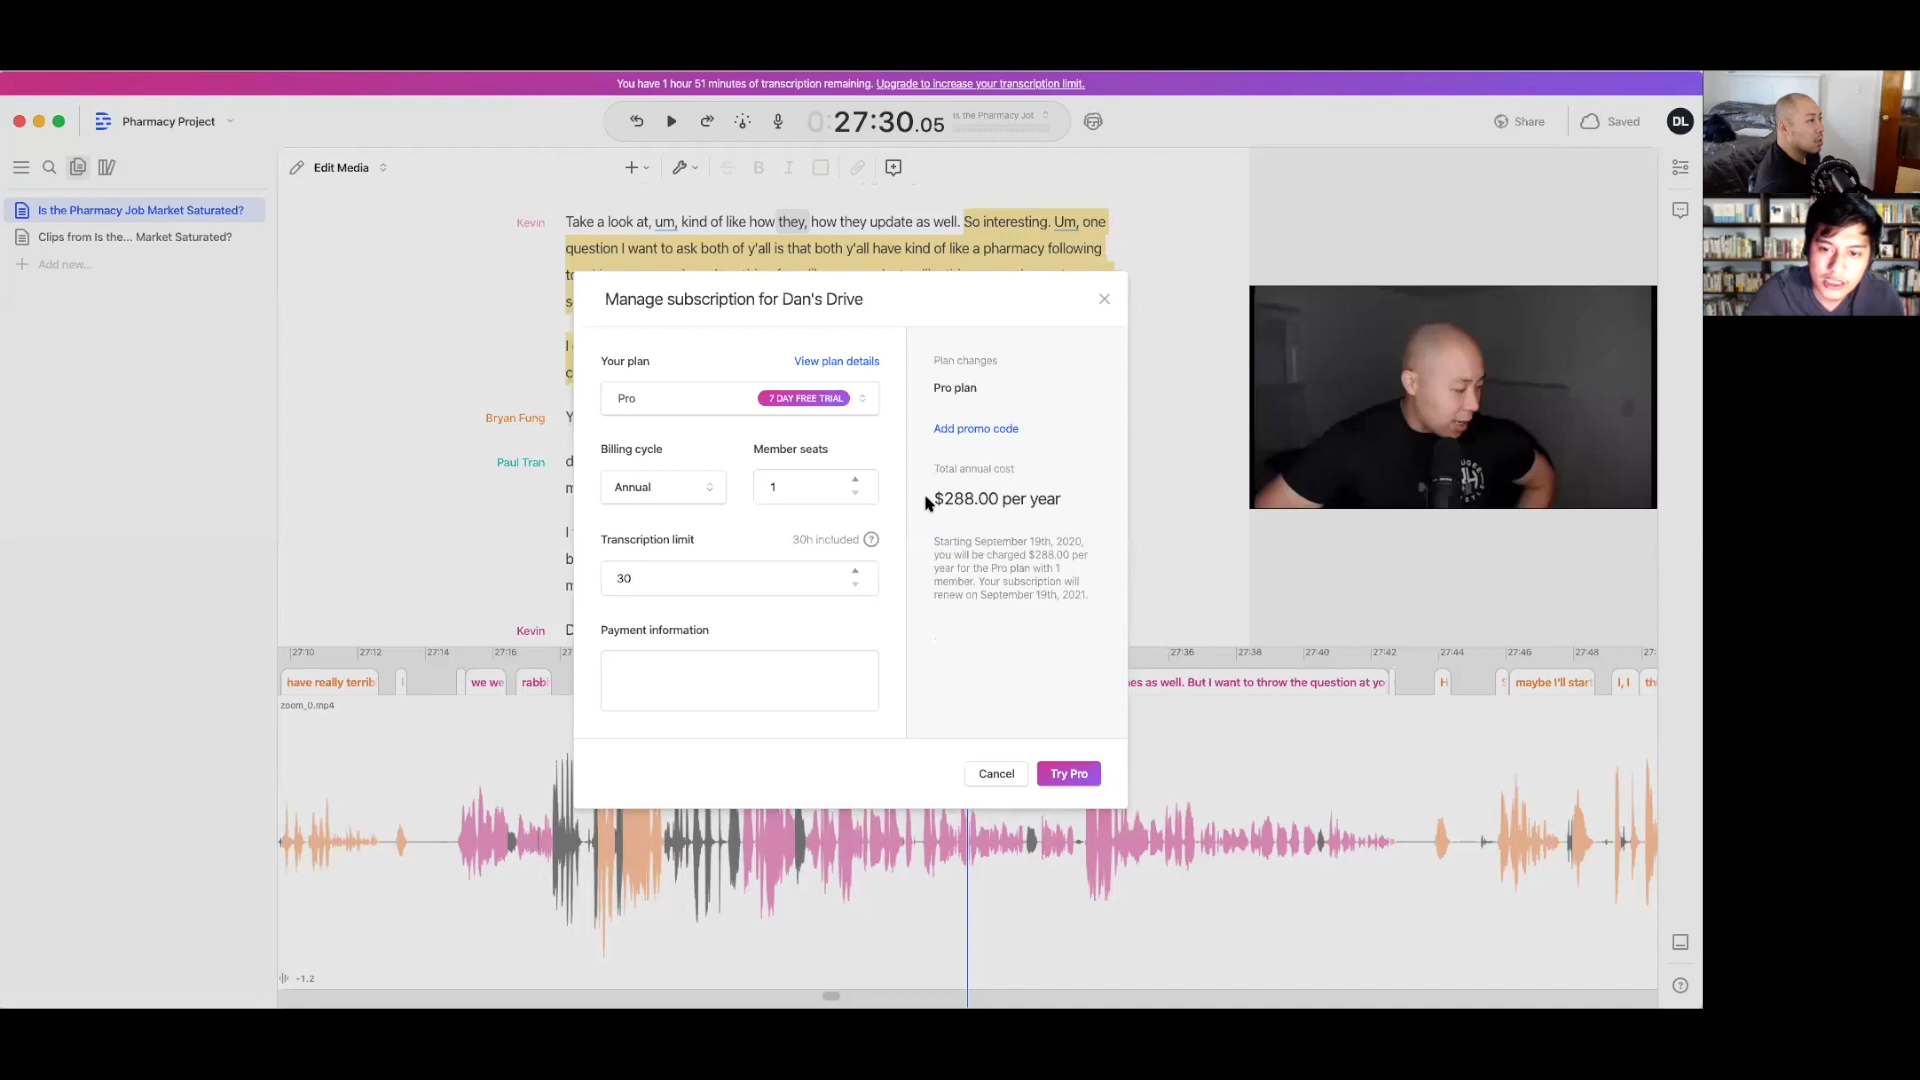 You have 1 hour 51 minutes of transcription remaining. Upgrade to increase your transcription limit.
Pharmacy Project
0:27:30.05
Is the Pharmacy Jot
Share
Saved
DL
Edit Media
B I
Is the Pharmacy Job Market Saturated?
Clips from Is the... Market Saturated?
Add new...
Kevin
Take a look at, um, kind of like how they, how they update as well. So interesting. Um, one
question I want to ask both of y'all is that both y'all have kind of like a pharmacy following
Bryan Fung
Paul Tran
Kevin
Manage subscription for Dan's Drive
Your plan
View plan details
Pro
7 DAY FREE TRIAL
Billing cycle
Member seats
Annual
1
Transcription limit
30h included
30
Payment information
Plan changes
Pro plan
Add promo code
Total annual cost
$288.00 per year
Starting September 19th, 2020,
you will be charged $288.00 per
year for the Pro plan with 1
member. Your subscription will
renew on September 19th, 2021.
Cancel
Try Pro
27:10 27:12 27:14 27:16 27:36 27:38 27:40 27:42 27:44 27:46 27:48
have really terrib
we we
rabbi
es as well. But I want to throw the question at yo
H
maybe I'll star
I, I
thi
zoom_0.mp4
-1.2